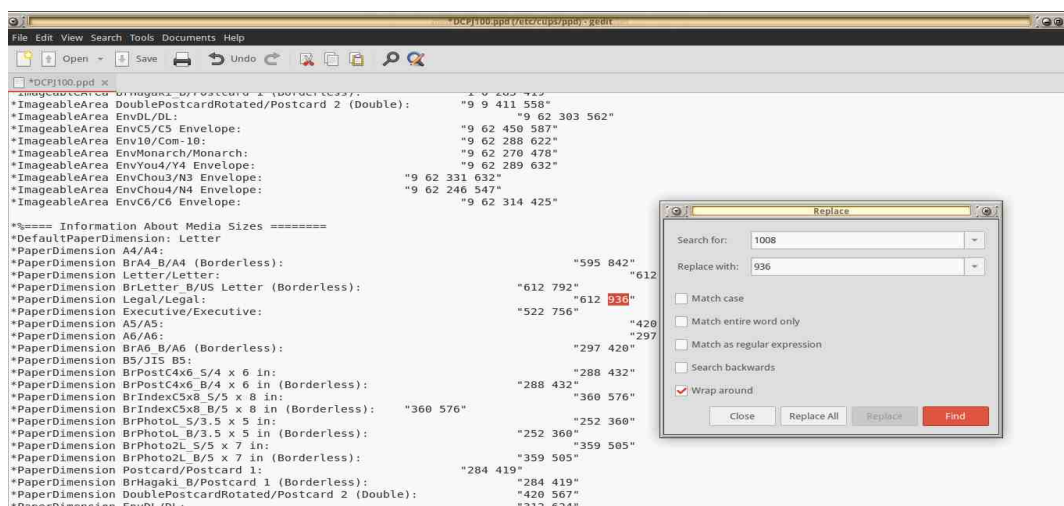 *DCPJ100.ppd (/etc/cups/ppd) - gedit
File Edit View Search Tools Documents Help
Open Save Undo
*DCPJ100.ppd ×
*ImageableArea BrHagaki_B/Postcard 1 (Borderless):
*ImageableArea DoublePostcardRotated/Postcard 2 (Double): "9 9 411 558"
*ImageableArea EnvDL/DL: "9 62 303 562"
*ImageableArea EnvC5/C5 Envelope: "9 62 450 587"
*ImageableArea Env10/Com-10: "9 62 288 622"
*ImageableArea EnvMonarch/Monarch: "9 62 270 478"
*ImageableArea EnvYou4/Y4 Envelope: "9 62 289 632"
*ImageableArea EnvChou3/N3 Envelope: "9 62 331 632"
*ImageableArea EnvChou4/N4 Envelope: "9 62 246 547"
*ImageableArea EnvC6/C6 Envelope: "9 62 314 425"
*%==== Information About Media Sizes ========
*DefaultPaperDimension: Letter
*PaperDimension A4/A4:
*PaperDimension BrA4_B/A4 (Borderless): "595 842"
*PaperDimension Letter/Letter: "612
*PaperDimension BrLetter_B/US Letter (Borderless): "612 792"
*PaperDimension Legal/Legal: "612 936"
*PaperDimension Executive/Executive: "522 756"
*PaperDimension A5/A5: "420
*PaperDimension A6/A6: "297
*PaperDimension BrA6_B/A6 (Borderless): "297 420"
*PaperDimension B5/JIS B5:
*PaperDimension BrPostC4x6_S/4 x 6 in: "288 432"
*PaperDimension BrPostC4x6_B/4 x 6 in (Borderless): "288 432"
*PaperDimension BrIndexC5x8_S/5 x 8 in: "360 576"
*PaperDimension BrIndexC5x8_B/5 x 8 in (Borderless): "360 576"
*PaperDimension BrPhotoL_S/3.5 x 5 in: "252 360"
*PaperDimension BrPhotoL_B/3.5 x 5 in (Borderless): "252 360"
*PaperDimension BrPhoto2L_S/5 x 7 in: "359 505"
*PaperDimension BrPhoto2L_B/5 x 7 in (Borderless): "359 505"
*PaperDimension Postcard/Postcard 1: "284 419"
*PaperDimension BrHagaki_B/Postcard 1 (Borderless): "284 419"
*PaperDimension DoublePostcardRotated/Postcard 2 (Double): "420 567"
*PaperDimension EnvDL/DL: "312 624"
Replace
Search for: 1008
Replace with: 936
Match case
Match entire word only
Match as regular expression
Search backwards
Wrap around
Close Replace All Replace Find